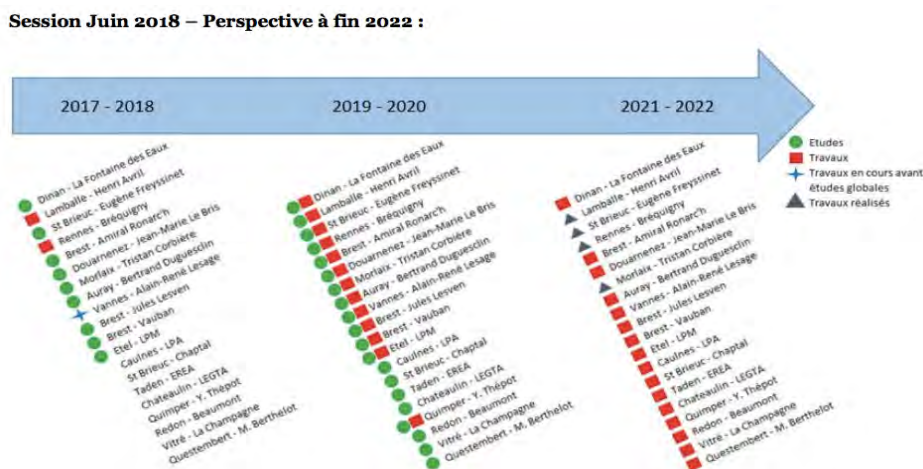 Session Juin 2018 – Perspective à fin 2022 :
2017 - 2018
2019 - 2020
2021 - 2022
Etudes
Travaux
Travaux en cours avant
études globales
Travaux réalisés
Dinan - La Fontaine des Eaux
Lamballe - Henri Avril
St Brieuc - Eugène Freyssinet
Rennes - Bréquigny
Brest - Amiral Ronarch
Douarnenez - Jean-Marie Le Bris
Morlaix - Tristan Corbière
Auray - Bertrand Duguesclin
Vannes - Alain-René Lesage
Brest - Jules Lesven
Brest - Vauban
Etel - LPM
Caulnes - LPA
St Brieuc - Chaptal
Taden - EREA
Chateaulin - LEGTA
Quimper - Y. Thépot
Redon - Beaumont
Vitré - La Champagne
Questembert - M. Berthelot
Dinan - La Fontaine des Eaux
Lamballe - Henri Avril
St Brieuc - Eugène Freyssinet
Rennes - Bréquigny
Brest - Amiral Ronarch
Douarnenez - Jean-Marie Le Bris
Morlaix - Tristan Corbière
Auray - Bertrand Duguesclin
Vannes - Alain-René Lesage
Brest - Jules Lesven
Brest - Vauban
Etel - LPM
Caulnes - LPA
St Brieuc - Chaptal
Taden - EREA
Chateaulin - LEGTA
Quimper - Y. Thépot
Redon - Beaumont
Vitré - La Champagne
Questembert - M. Berthelot
Dinan - La Fontaine des Eaux
Lamballe - Henri Avril
St Brieuc - Eugène Freyssinet
Rennes - Bréquigny
Brest - Amiral Ronarch
Douarnenez - Jean-Marie Le Bris
Morlaix - Tristan Corbière
Auray - Bertrand Duguesclin
Vannes - Alain-René Lesage
Brest - Jules Lesven
Brest - Vauban
Etel - LPM
Caulnes - LPA
St Brieuc - Chaptal
Taden - EREA
Chateaulin - LEGTA
Quimper - Y. Thépot
Redon - Beaumont
Vitré - La Champagne
Questembert - M. Berthelot